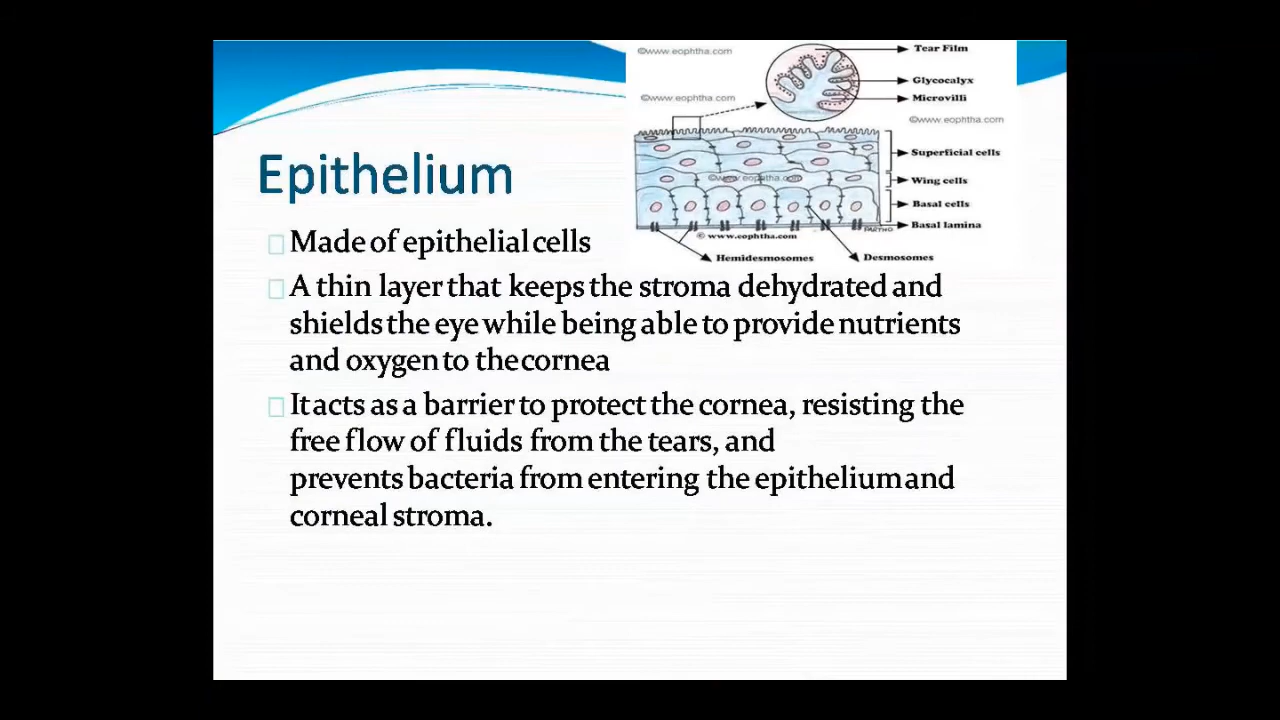 ©www.eophtha.com
Tear Film
Glycocalyx
©www.eophtha.com
Microvilli
©www.eophtha.com
Superficial cells
Epithelium
©www.eophtha.com
Wing cells
Basal cells
Basal lamina
© www.eophtha.com
PARTHO
Hemidesmosomes
Desmosomes
Made of epithelial cells
A thin layer that keeps the stroma dehydrated and
shields the eye while being able to provide nutrients
and oxygen to the cornea
It acts as a barrier to protect the cornea, resisting the
free flow of fluids from the tears, and
prevents bacteria from entering the epithelium and
corneal stroma.